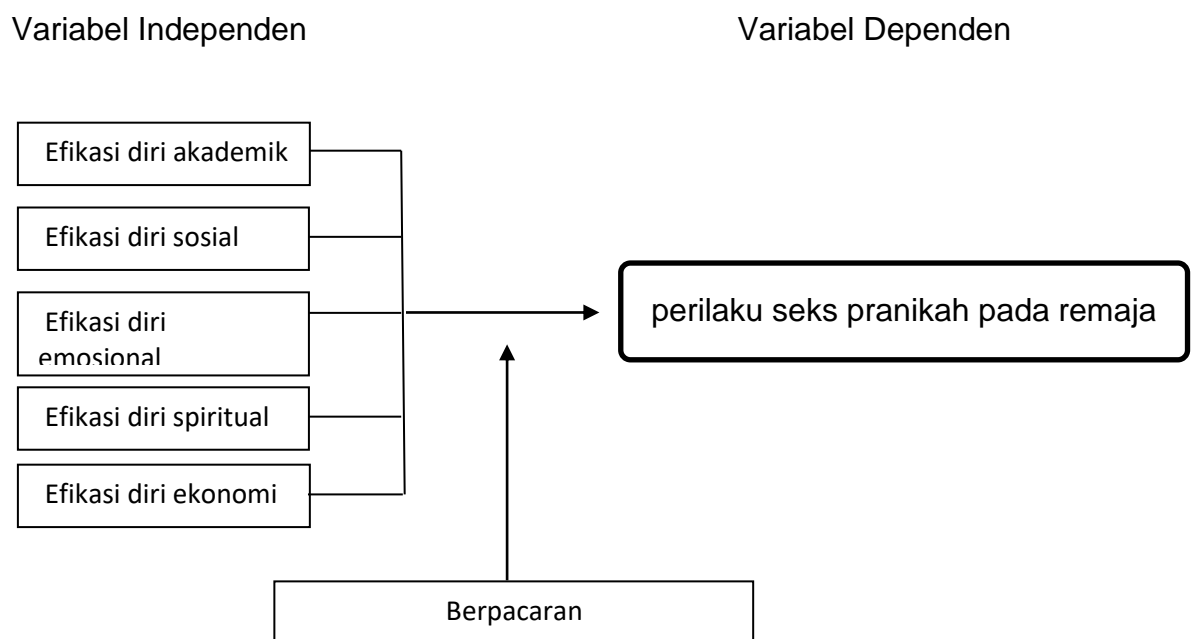 Variabel Independen
Variabel Dependen
Efikasi diri akademik
Efikasi diri sosial
Efikasi diri
emosional
Efikasi diri spiritual
Efikasi diri ekonomi
perilaku seks pranikah pada remaja
Berpacaran